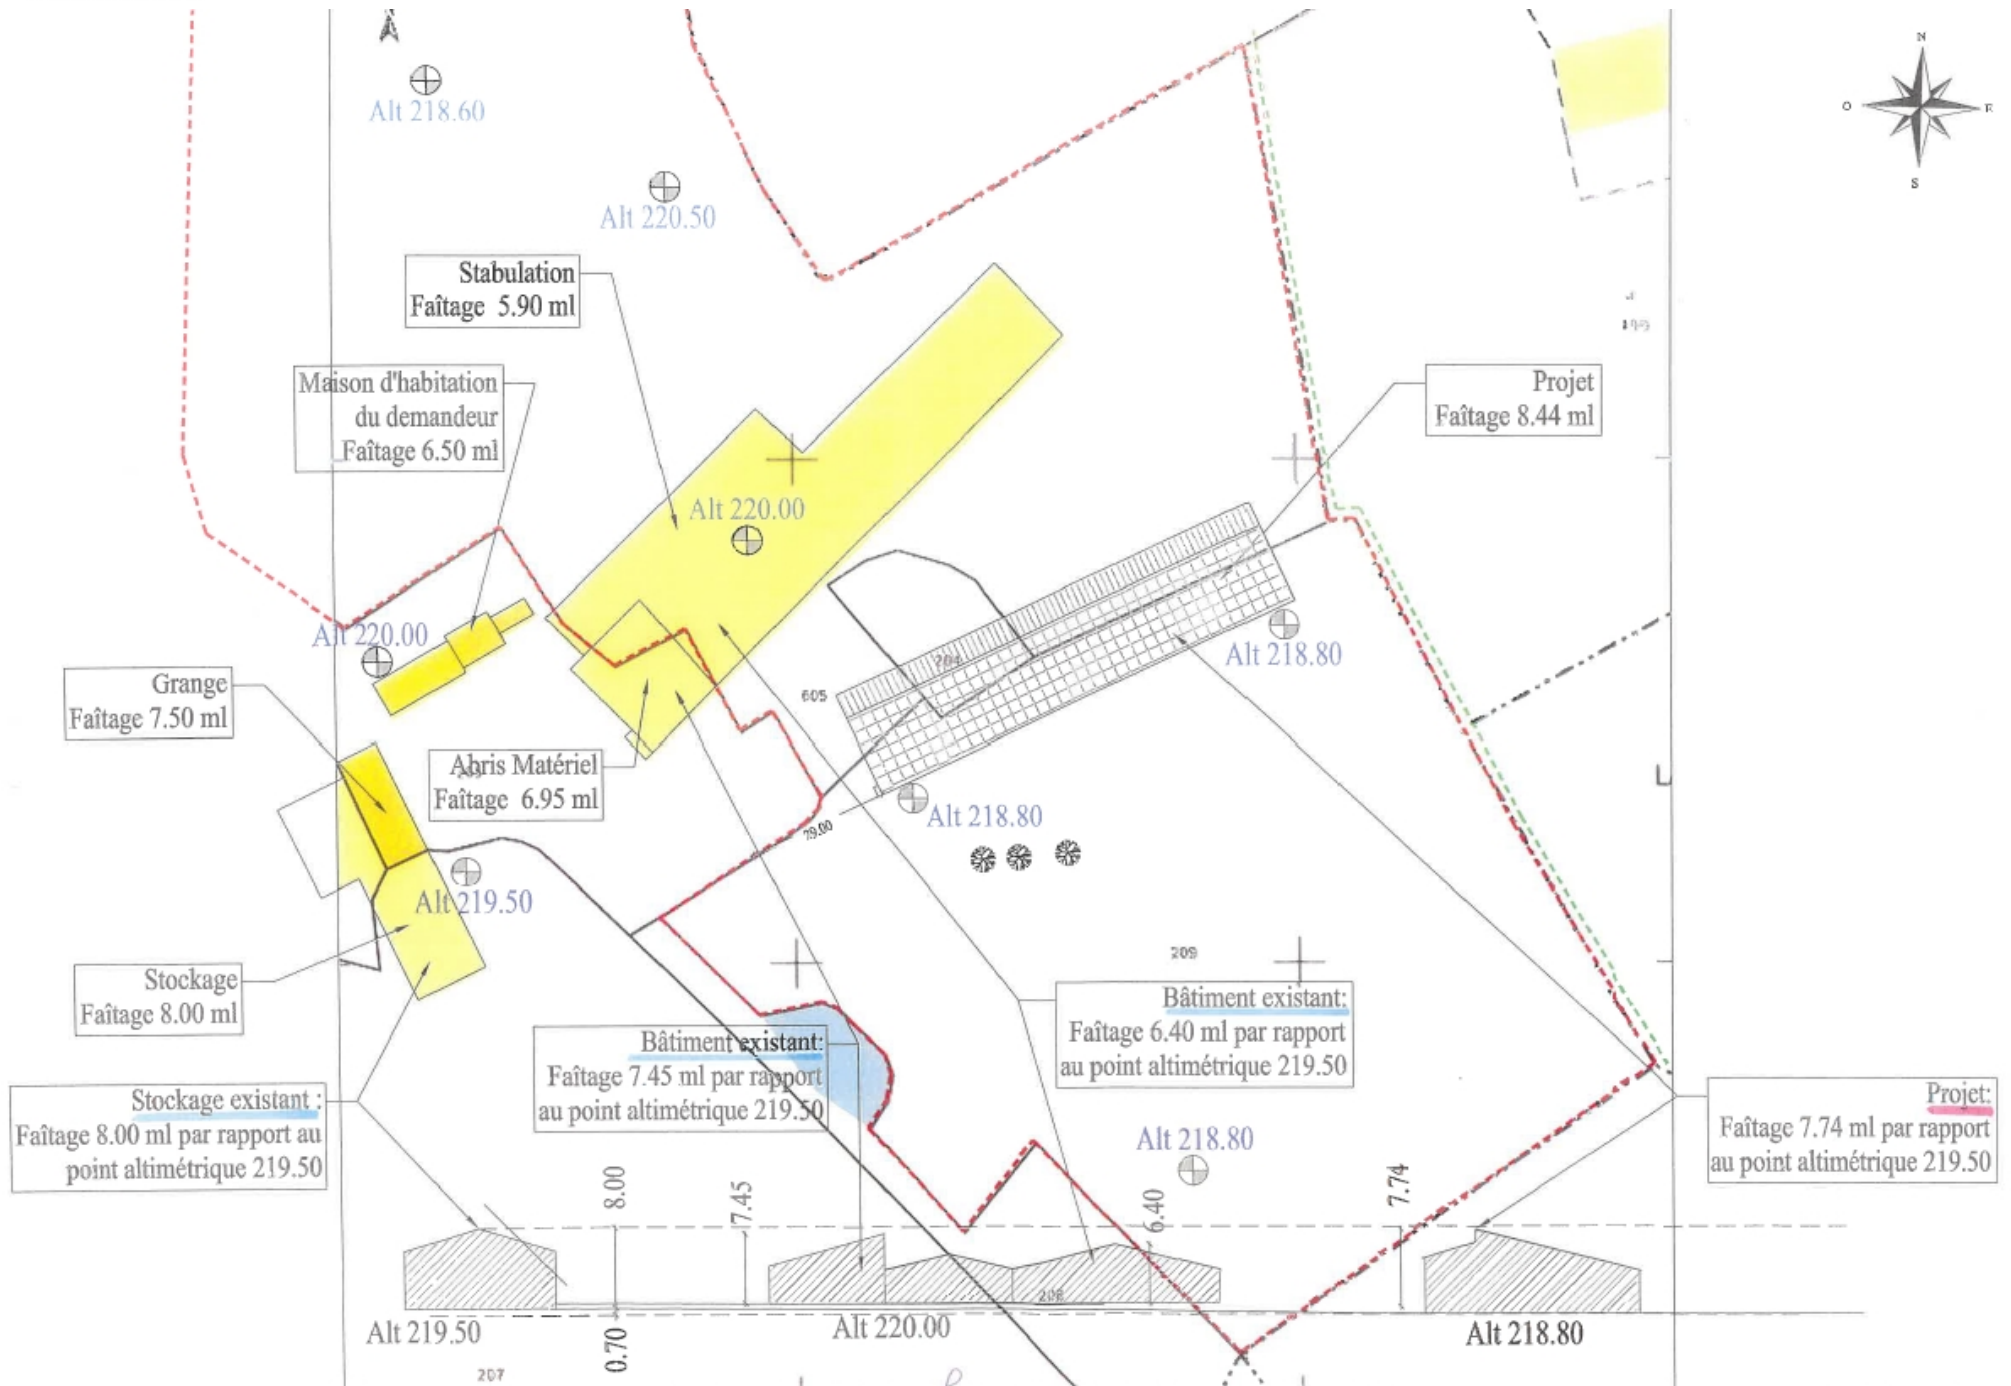 N
O
E
S
Alt 218.60
Alt 220.50
Stabulation
Faîtage 5.90 ml
Maison d'habitation
du demandeur
Faîtage 6.50 ml
Projet
Faîtage 8.44 ml
Alt 220.00
Alt 220.00
Alt 218.80
204
605
Grange
Faîtage 7.50 ml
Abris Matériel
Faîtage 6.95 ml
Alt 218.80
79.00
Alt 219.50
209
Stockage
Faîtage 8.00 ml
Bâtiment existant:
Faîtage 6.40 ml par rapport
au point altimétrique 219.50
Bâtiment existant:
Faîtage 7.45 ml par rapport
au point altimétrique 219.50
Stockage existant :
Faîtage 8.00 ml par rapport au
point altimétrique 219.50
Projet:
Faîtage 7.74 ml par rapport
au point altimétrique 219.50
Alt 218.80
8.00
7.45
6.40
7.74
208
Alt 219.50
0.70
Alt 220.00
Alt 218.80
207